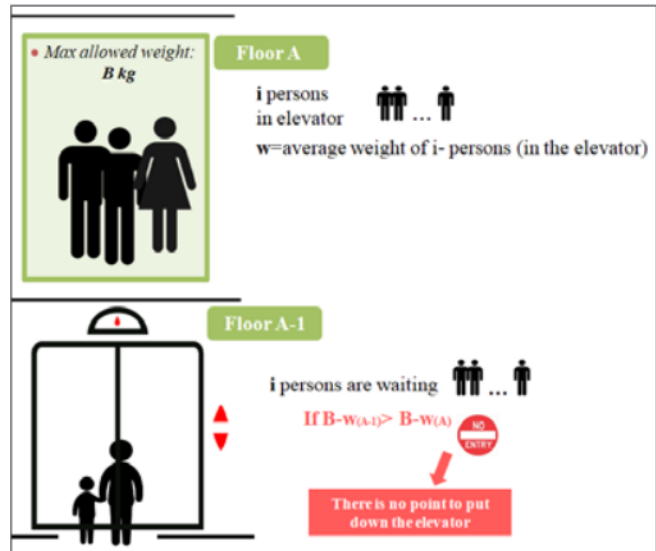 • Max allowed weight:
B kg
Floor A
i persons
in elevator
...
w=average weight of i- persons (in the elevator)
Floor A-1
i persons are waiting
...
If B-w(A-1)> B-w(A)
NO
ENTRY
There is no point to put
down the elevator